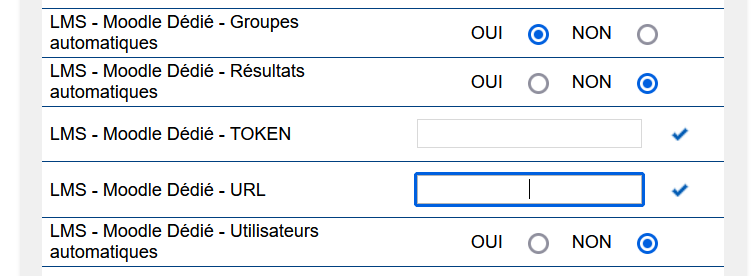 LMS - Moodle Dédié - Groupes
automatiques
OUI NON
LMS - Moodle Dédié - Résultats
automatiques
OUI NON
LMS - Moodle Dédié - TOKEN
LMS - Moodle Dédié - URL
LMS - Moodle Dédié - Utilisateurs
automatiques
OUI NON